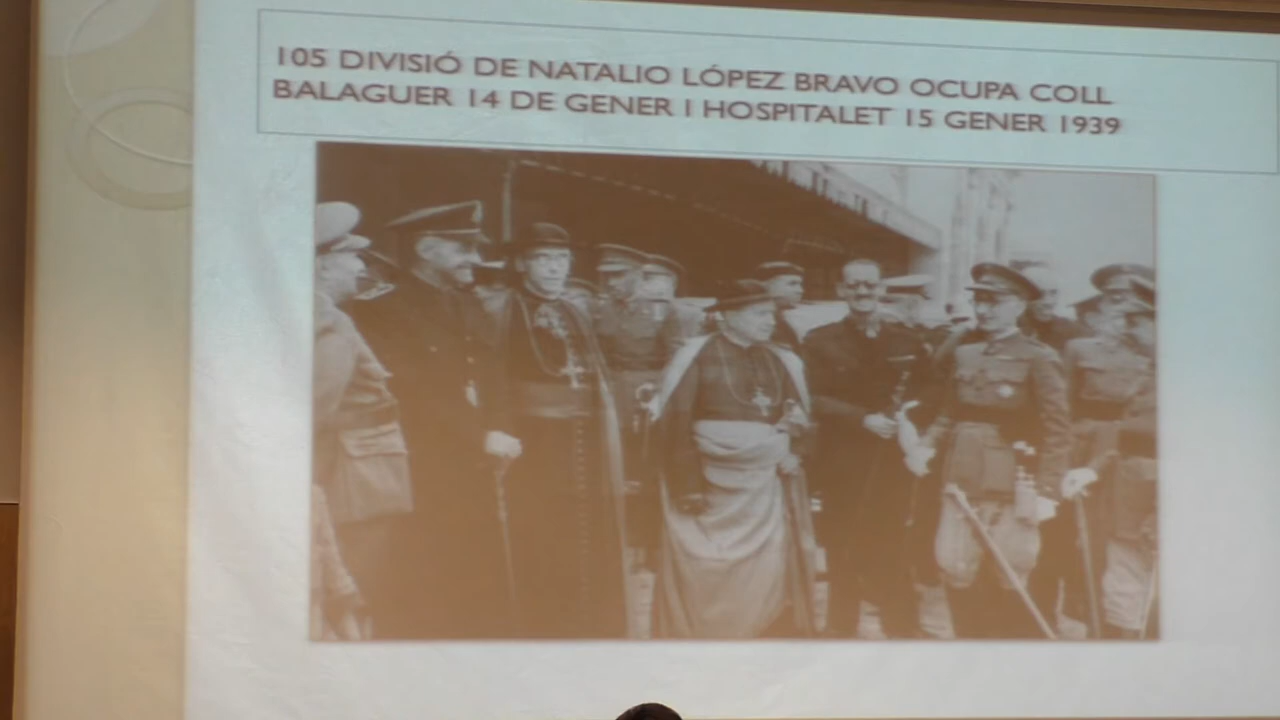 105 DIVISIÓ DE NATALIO LÓPEZ BRAVO OCUPA COLL
BALAGUER 14 DE GENER I HOSPITALET 15 GENER 1939